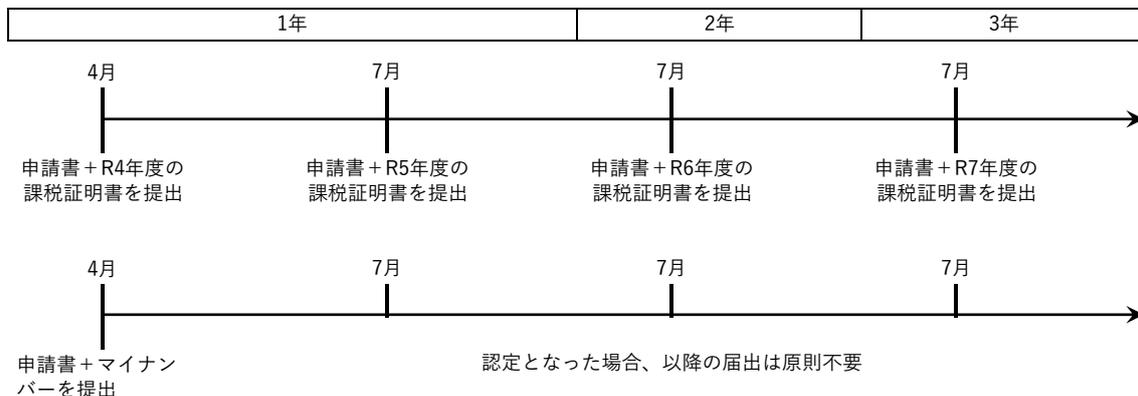 1年 2年 3年
4月 7月 7月 7月
申請書＋R4年度の 申請書＋R5年度の 申請書＋R6年度の 申請書＋R7年度の
課税証明書を提出 課税証明書を提出 課税証明書を提出 課税証明書を提出
4月 7月 7月 7月
申請書＋マイナン 認定となった場合、以降の届出は原則不要
バーを提出